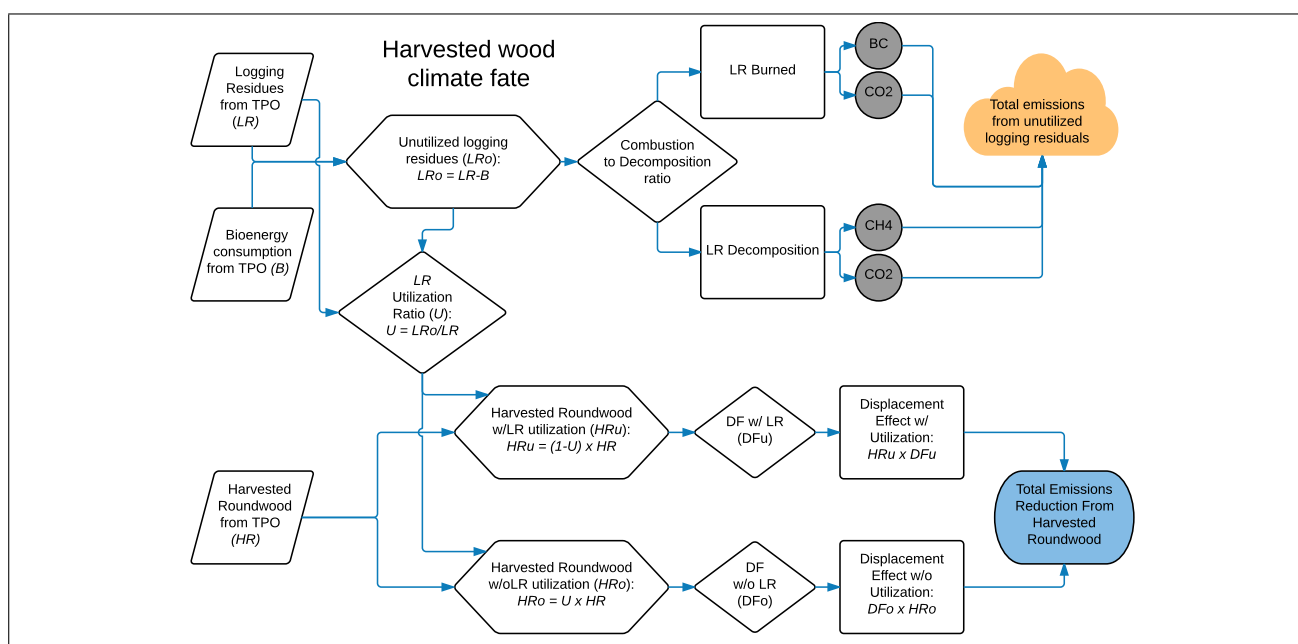 Harvested wood
climate fate
Logging
Residues
from TPO
(LR)
Bioenergy
consumption
from TPO (B)
Unutilized logging
residues (LRo):
LRo = LR-B
Combustion
to Decomposition
ratio
LR Burned
BC
CO2
Total emissions
from unutilized
logging residuals
LR Decomposition
CH4
CO2
LR
Utilization
Ratio (U):
U = LRo/LR
Harvested
Roundwood
from TPO
(HR)
Harvested Roundwood
w/LR utilization (HRu):
HRu = (1-U) x HR
DF w/ LR
(DFu)
Displacement
Effect w/
Utilization:
HRu x DFu
Total Emissions
Reduction From
Harvested
Roundwood
Harvested Roundwood
w/oLR utilization (HRo):
HRo = U x HR
DF
w/o LR
(DFo)
Displacement
Effect w/o
Utilization:
DFo x HRo